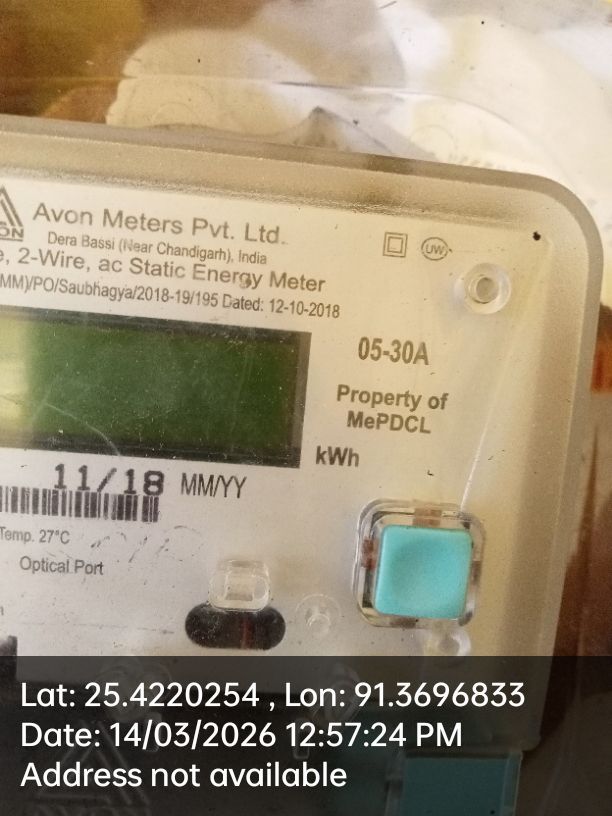 ON
Avon Meters Pvt. Ltd.
Dera Bassi (Near Chandigarh), India
, 2-Wire, ac Static Energy Meter
MM)/PO/Saubhagya/2018-19/195 Dated: 12-10-2018
UW
05-30A
Property of
MePDCL
kWh
11/18 MM/YY
Temp. 27°C
Optical Port
Lat: 25.4220254 , Lon: 91.3696833
Date: 14/03/2026 12:57:24 PM
Address not available